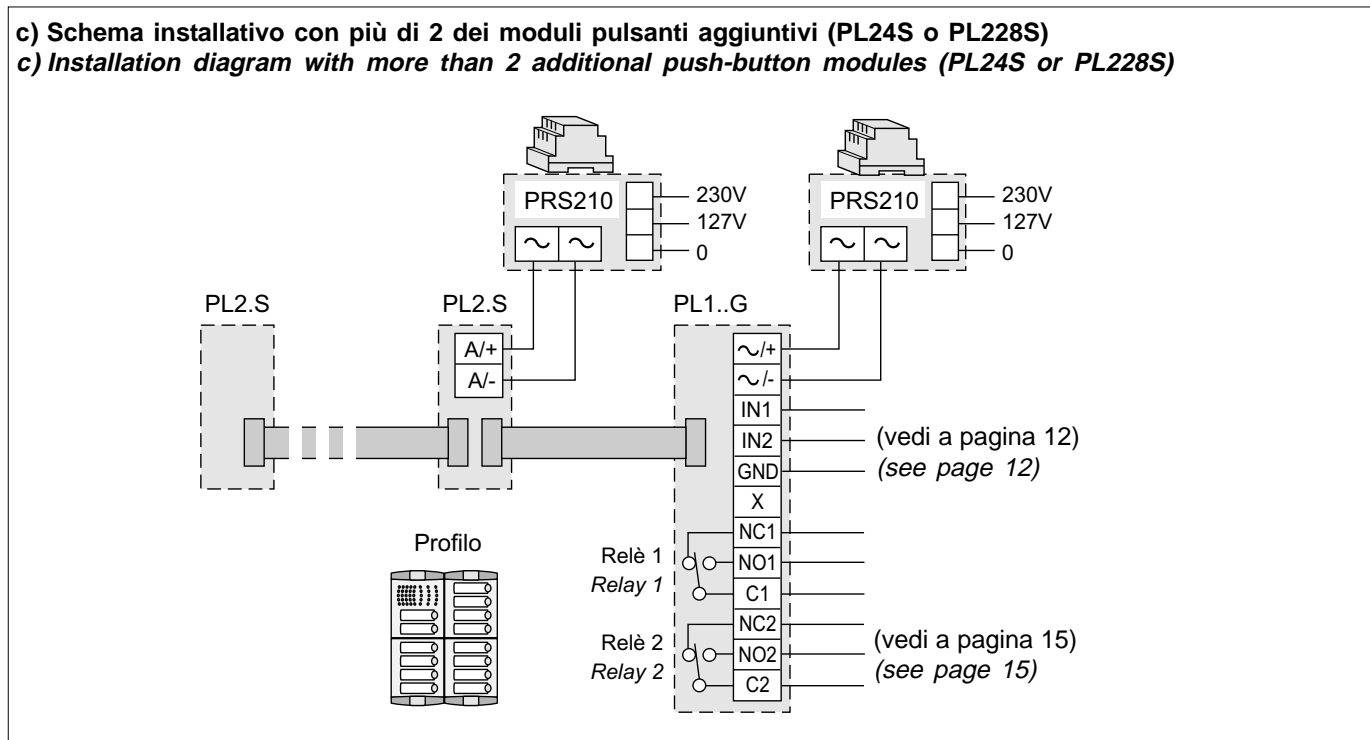 c) Schema installativo con più di 2 dei moduli pulsanti aggiuntivi (PL24S o PL228S)
c) Installation diagram with more than 2 additional push-button modules (PL24S or PL228S)
PRS210
230V
127V
0
PRS210
230V
127V
0
PL2.S
PL2.S
PL1..G
A/+
A/-
~/+
~/-
IN1
IN2
GND
X
NC1
NO1
C1
NC2
NO2
C2
(vedi a pagina 12)
(see page 12)
Profilo
Relè 1
Relay 1
Relè 2
Relay 2
(vedi a pagina 15)
(see page 15)